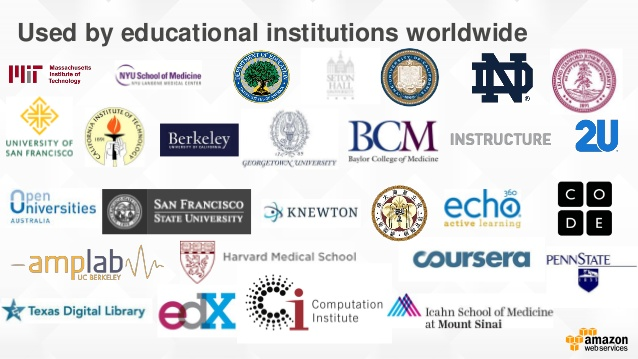 Used by educational institutions worldwide
MIT
Massachusetts
Institute of
Technology
NYU School of Medicine
NYU LANGONE MEDICAL CENTER
SETON
HALL
ND
UNIVERSITY OF
SAN FRANCISCO
CALIFORNIA INSTITUTE OF TECHNOLOGY
1891
Berkeley
UNIVERSITY OF CALIFORNIA
GEORGETOWN UNIVERSITY
BCM
Baylor College of Medicine
INSTRUCTURE
2U
Open
Universities
AUSTRALIA
SAN FRANCISCO
STATE UNIVERSITY
KNEWTON
echo360
active learning
C O
D E
amplab
UC BERKELEY
Harvard Medical School
coursera
PENNSTATE
Texas Digital Library
edX
Ci
Computation
Institute
Icahn School of Medicine
at Mount Sinai
amazon
web services